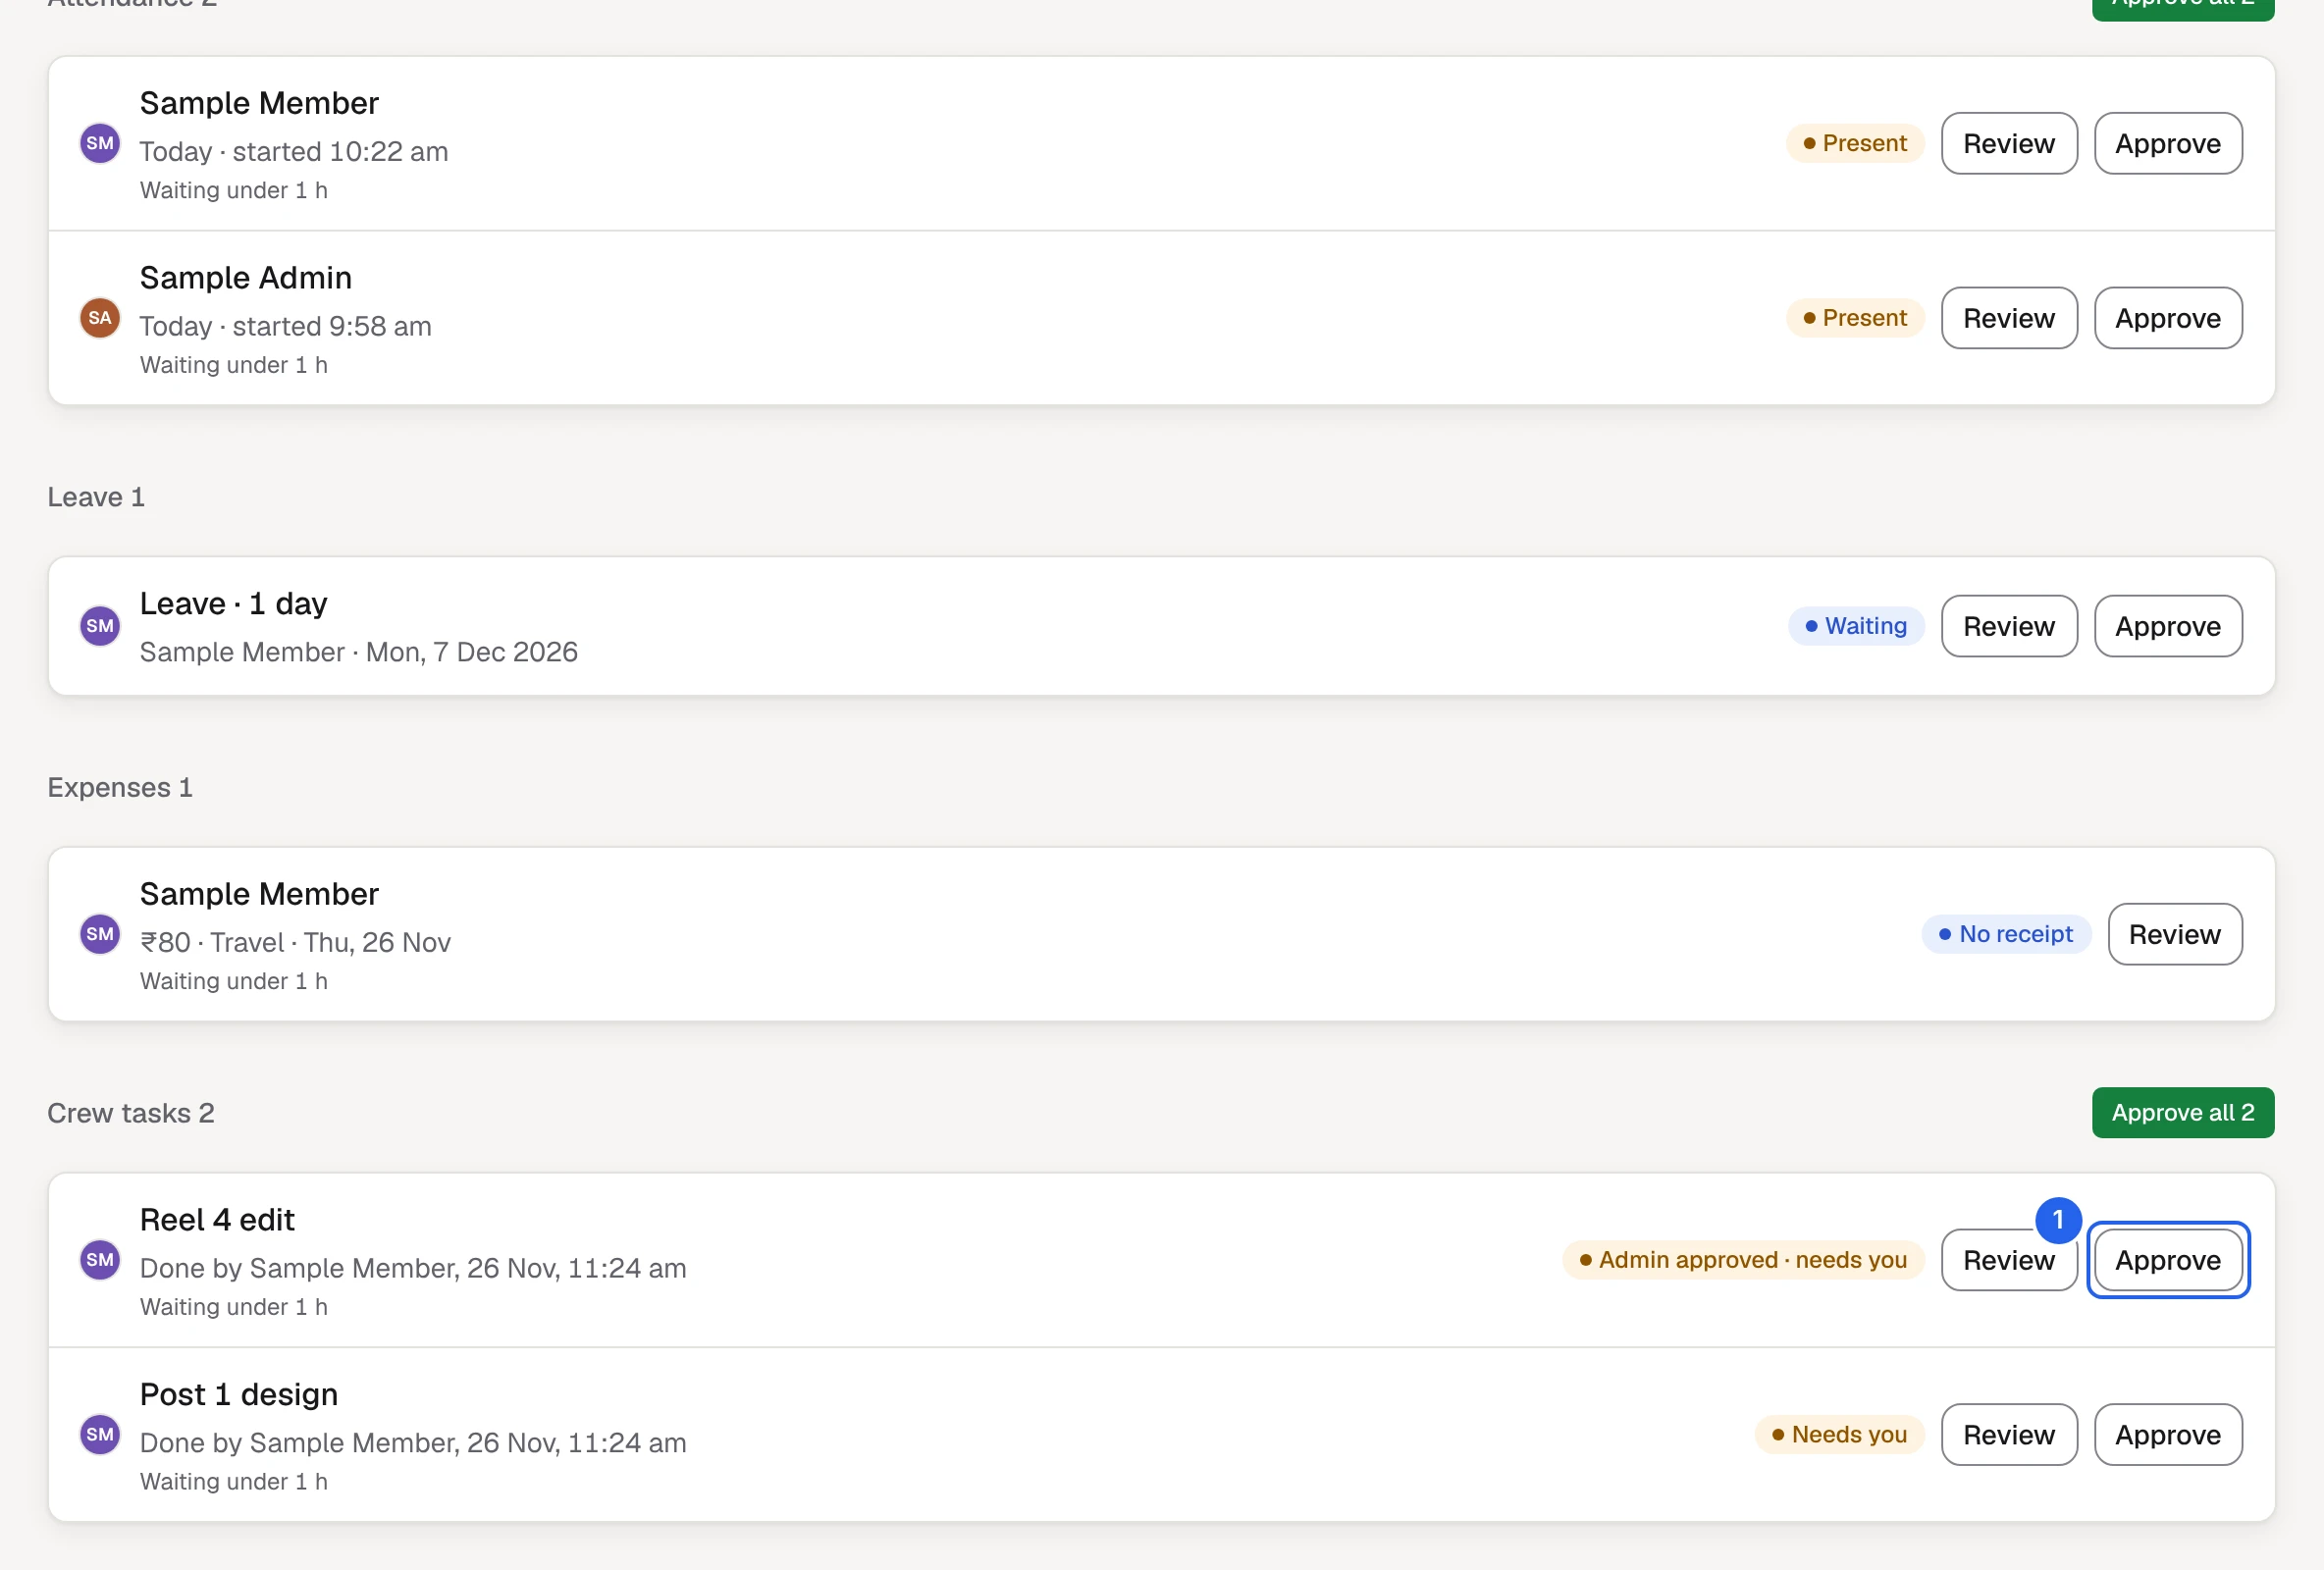 Attendance 2
Approve all 2
Sample Member
SM
Today · started 10:22 am
Waiting under 1 h
Present
Review
Approve
Sample Admin
SA
Today · started 9:58 am
Waiting under 1 h
Present
Review
Approve
Leave 1
Leave · 1 day
SM
Sample Member · Mon, 7 Dec 2026
Waiting
Review
Approve
Expenses 1
Sample Member
SM
₹80 · Travel · Thu, 26 Nov
Waiting under 1 h
No receipt
Review
Crew tasks 2
Approve all 2
Reel 4 edit
SM
Done by Sample Member, 26 Nov, 11:24 am
Waiting under 1 h
Admin approved · needs you
Review
1
Approve
Post 1 design
SM
Done by Sample Member, 26 Nov, 11:24 am
Waiting under 1 h
Needs you
Review
Approve